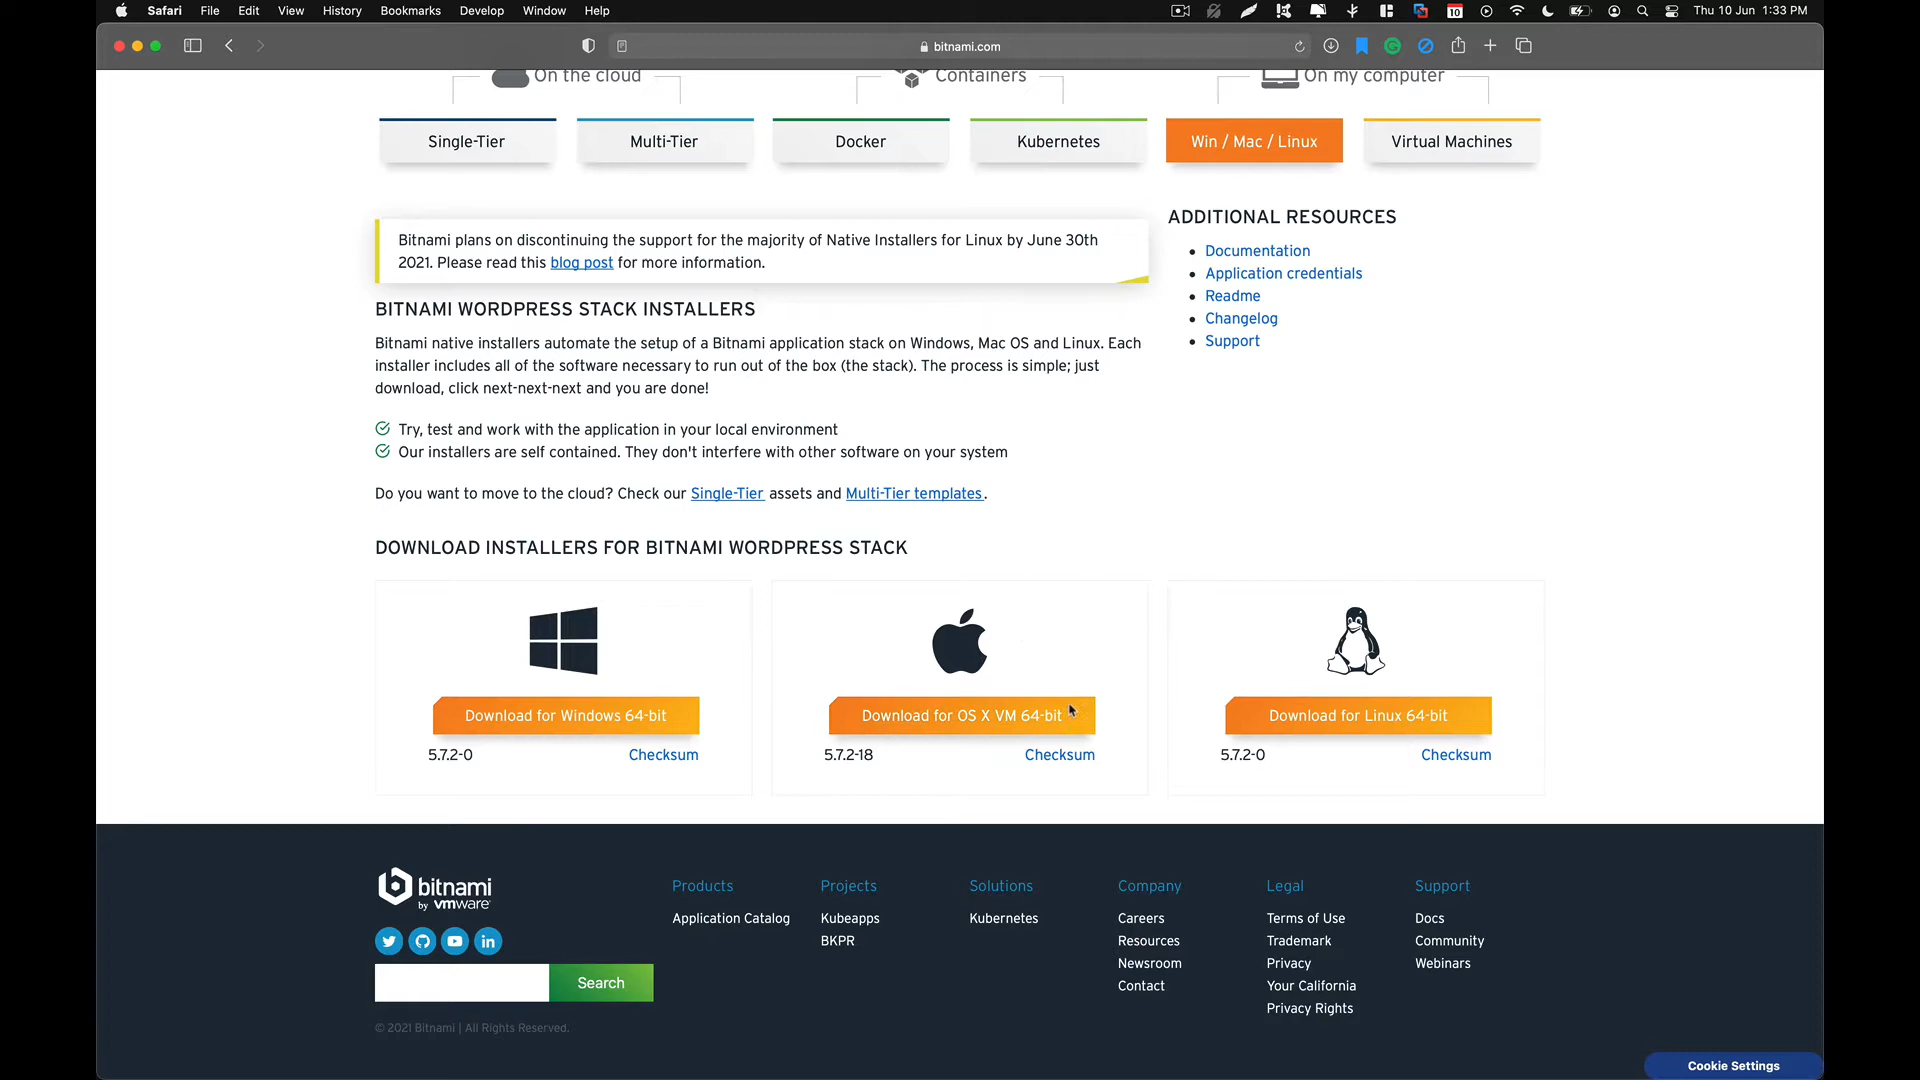 Safari File Edit View History Bookmarks Develop Window Help
10
Thu 10 Jun 1:33 PM
bitnami.com
On the cloud
Containers
On my computer
Single-Tier
Multi-Tier
Docker
Kubernetes
Win / Mac / Linux
Virtual Machines
Bitnami plans on discontinuing the support for the majority of Native Installers for Linux by June 30th
2021. Please read this blog post for more information.
BITNAMI WORDPRESS STACK INSTALLERS
Bitnami native installers automate the setup of a Bitnami application stack on Windows, Mac OS and Linux. Each
installer includes all of the software necessary to run out of the box (the stack). The process is simple; just
download, click next-next-next and you are done!
Try, test and work with the application in your local environment
Our installers are self contained. They don't interfere with other software on your system
Do you want to move to the cloud? Check our Single-Tier assets and Multi-Tier templates.
ADDITIONAL RESOURCES
Documentation
Application credentials
Readme
Changelog
Support
DOWNLOAD INSTALLERS FOR BITNAMI WORDPRESS STACK
Download for Windows 64-bit
5.7.2-0
Checksum
Download for OS X VM 64-bit
5.7.2-18
Checksum
Download for Linux 64-bit
5.7.2-0
Checksum
bitnami
by vmware
Search
© 2021 Bitnami | All Rights Reserved.
Products
Application Catalog
Projects
Kubeapps
BKPR
Solutions
Kubernetes
Company
Careers
Resources
Newsroom
Contact
Legal
Terms of Use
Trademark
Privacy
Your California
Privacy Rights
Support
Docs
Community
Webinars
Cookie Settings